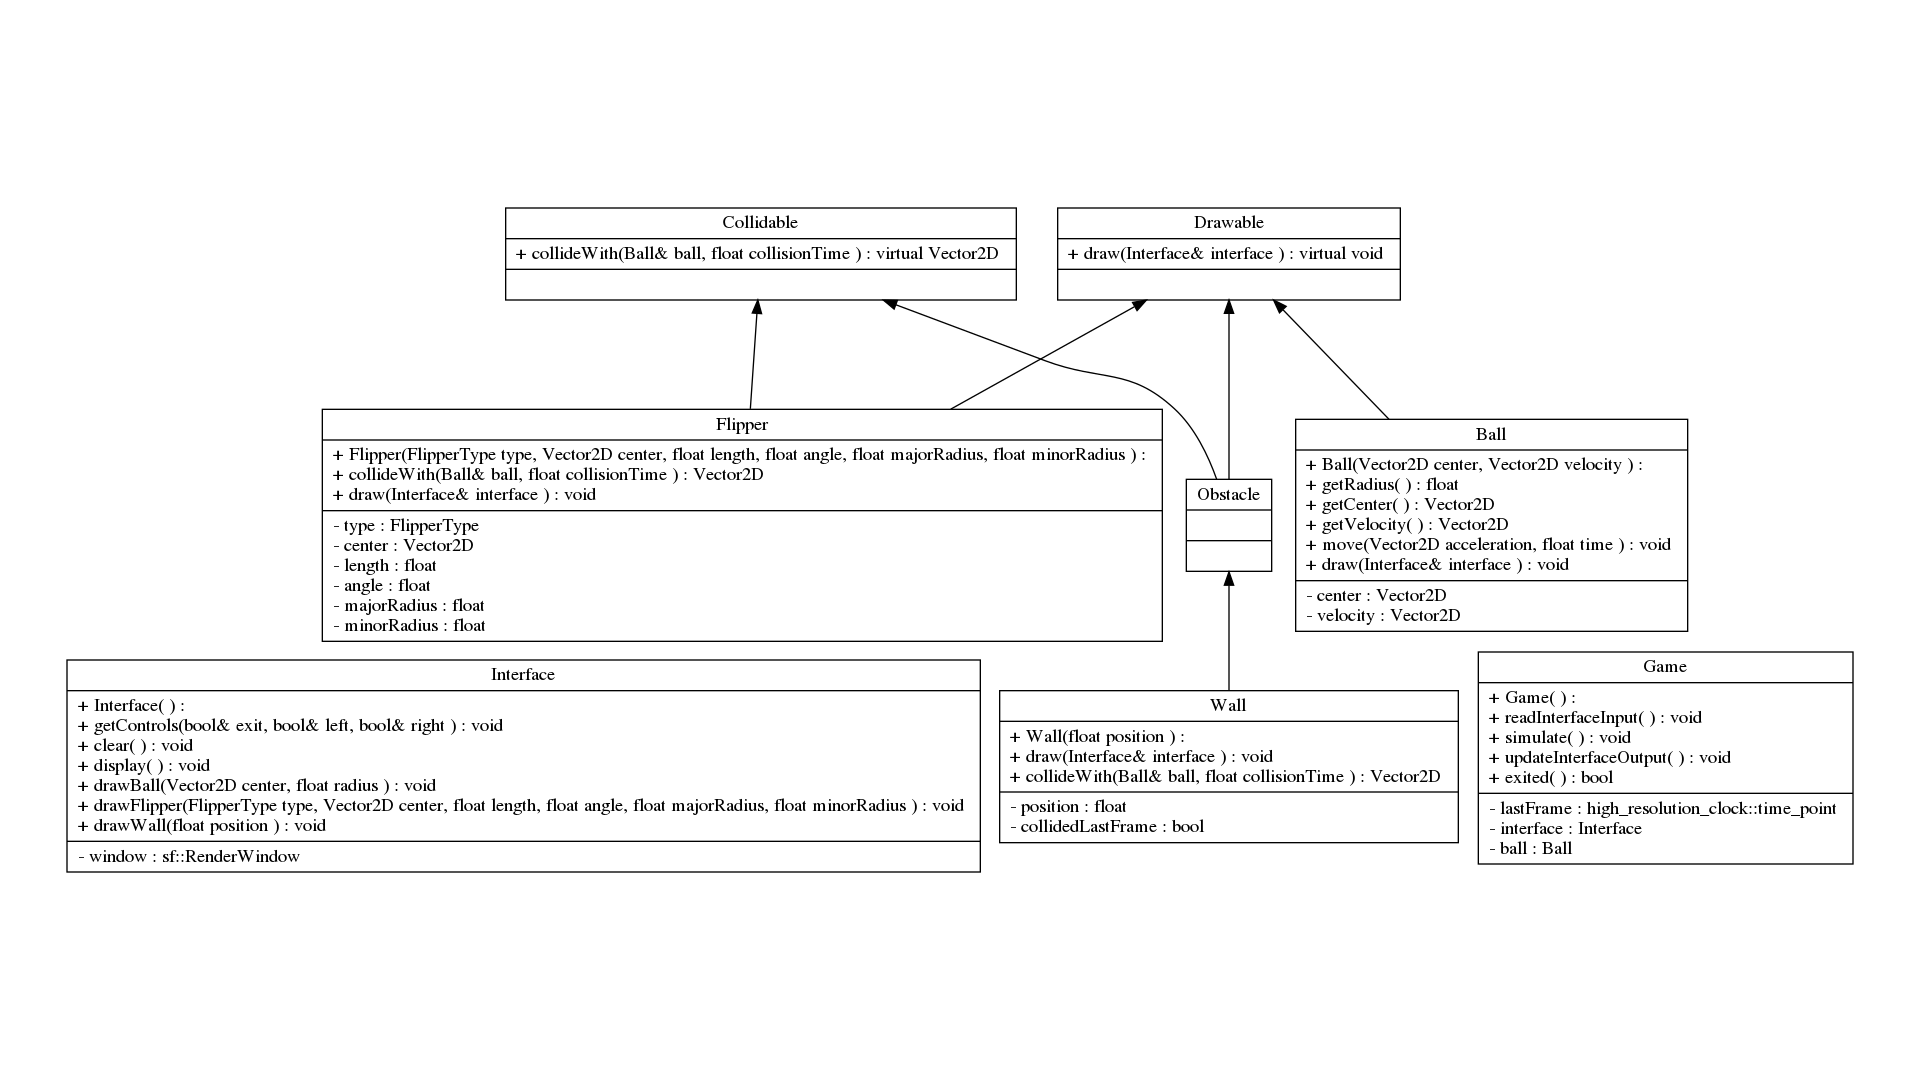 Collidable
+ collideWith(Ball& ball, float collisionTime ) : virtual Vector2D
Drawable
+ draw(Interface& interface ) : virtual void
Flipper
+ Flipper(FlipperType type, Vector2D center, float length, float angle, float majorRadius, float minorRadius ) :
+ collideWith(Ball& ball, float collisionTime ) : Vector2D
+ draw(Interface& interface ) : void
- type : FlipperType
- center : Vector2D
- length : float
- angle : float
- majorRadius : float
- minorRadius : float
Obstacle
Ball
+ Ball(Vector2D center, Vector2D velocity ) :
+ getRadius( ) : float
+ getCenter( ) : Vector2D
+ getVelocity( ) : Vector2D
+ move(Vector2D acceleration, float time ) : void
+ draw(Interface& interface ) : void
- center : Vector2D
- velocity : Vector2D
Interface
+ Interface( ) :
+ getControls(bool& exit, bool& left, bool& right ) : void
+ clear( ) : void
+ display( ) : void
+ drawBall(Vector2D center, float radius ) : void
+ drawFlipper(FlipperType type, Vector2D center, float length, float angle, float majorRadius, float minorRadius ) : void
+ drawWall(float position ) : void
- window : sf::RenderWindow
Wall
+ Wall(float position ) :
+ draw(Interface& interface ) : void
+ collideWith(Ball& ball, float collisionTime ) : Vector2D
- position : float
- collidedLastFrame : bool
Game
+ Game( ) :
+ readInterfaceInput( ) : void
+ simulate( ) : void
+ updateInterfaceOutput( ) : void
+ exited( ) : bool
- lastFrame : high_resolution_clock::time_point
- interface : Interface
- ball : Ball